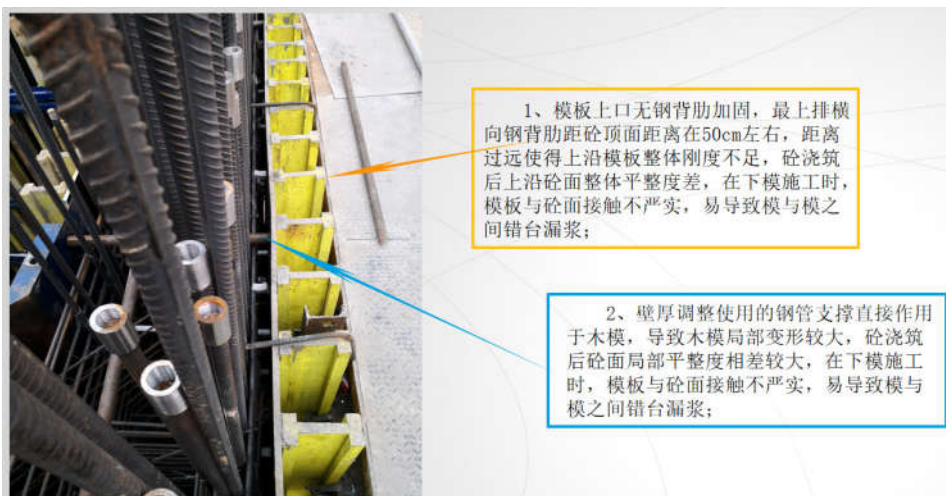 1、模板上口无钢背肋加固，最上排横
向钢背肋距砼顶面距离在50cm左右，距离
过远使得上沿模板整体刚度不足，砼浇筑
后上沿砼面整体平整度差，在下模施工时，
模板与砼面接触不严实，易导致模与模之
间错台漏浆；
2、壁厚调整使用的钢管支撑直接作用
于木模，导致木模局部变形较大，砼浇筑
后砼面局部平整度相差较大，在下模施工
时，模板与砼面接触不严实，易导致模与
模之间错台漏浆；